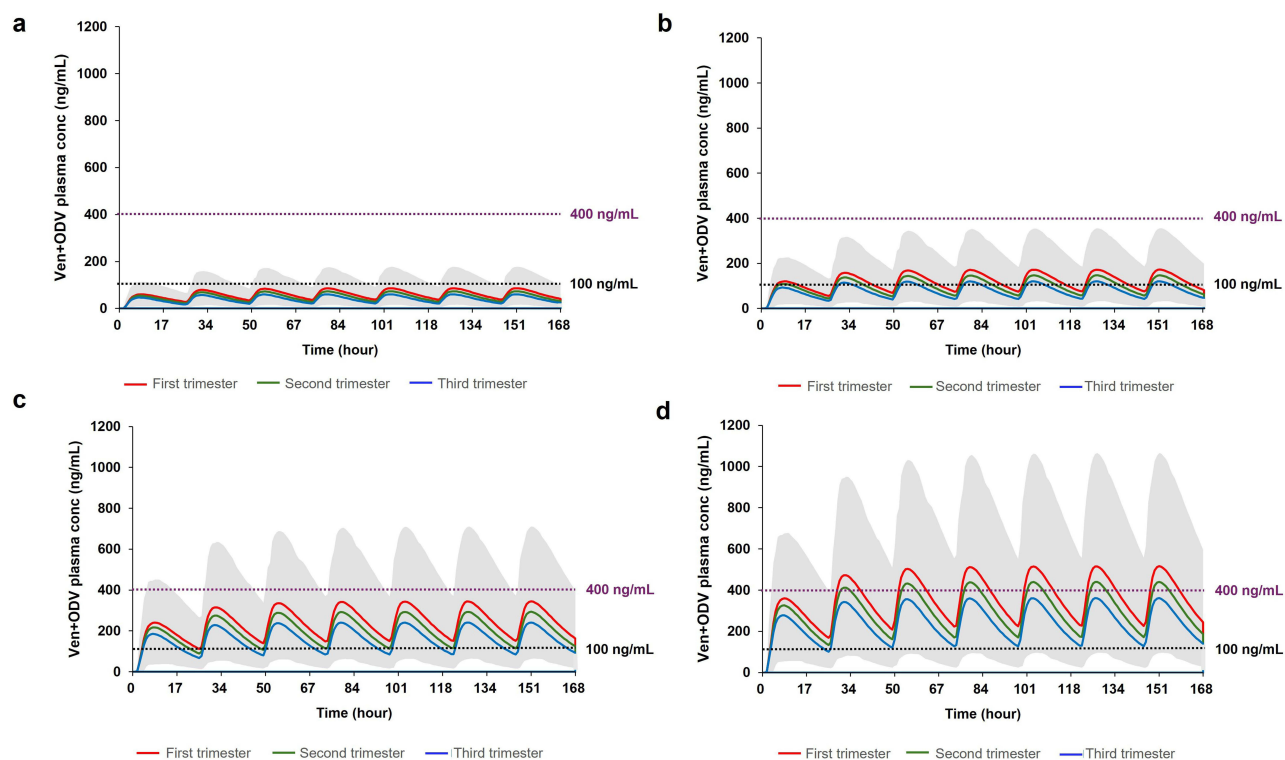 a
Ven+ODV plasma conc (ng/mL)
1200
1000
800
600
400
200
0
400 ng/mL
100 ng/mL
0 17 34 50 67 84 101 118 134 151 168
Time (hour)
First trimester Second trimester Third trimester
b
Ven+ODV plasma conc (ng/mL)
1200
1000
800
600
400
200
0
400 ng/mL
100 ng/mL
0 17 34 50 67 84 101 118 134 151 168
Time (hour)
First trimester Second trimester Third trimester
c
Ven+ODV plasma conc (ng/mL)
1200
1000
800
600
400
200
0
400 ng/mL
100 ng/mL
0 17 34 50 67 84 101 118 134 151 168
Time (hour)
First trimester Second trimester Third trimester
d
Ven+ODV plasma conc (ng/mL)
1200
1000
800
600
400
200
0
400 ng/mL
100 ng/mL
0 17 34 50 67 84 101 118 134 151 168
Time (hour)
First trimester Second trimester Third trimester